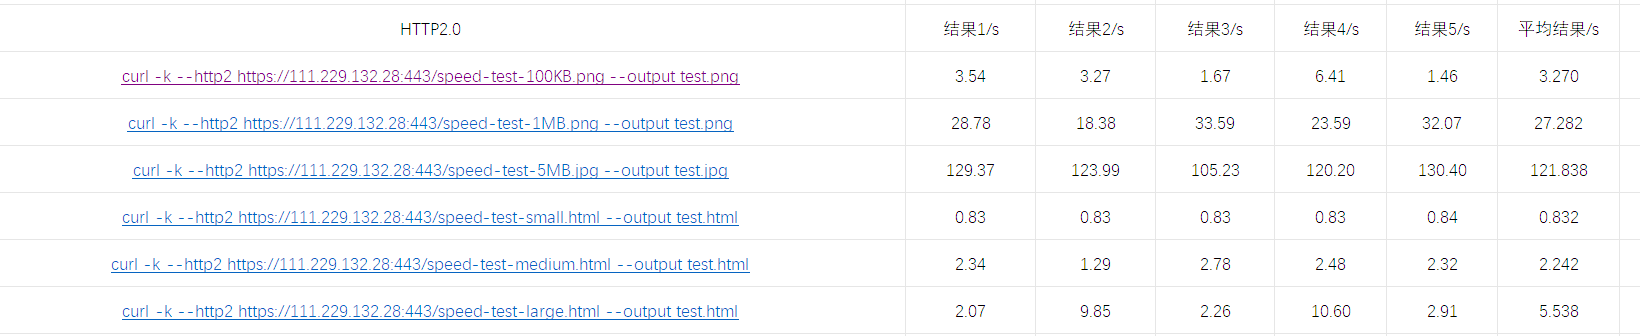 HTTP2.0 结果1/s 结果2/s 结果3/s 结果4/s 结果5/s 平均结果/s
curl -k --http2 https://111.229.132.28:443/speed-test-100KB.png --output test.png 3.54 3.27 1.67 6.41 1.46 3.270
curl -k --http2 https://111.229.132.28:443/speed-test-1MB.png --output test.png 28.78 18.38 33.59 23.59 32.07 27.282
curl -k --http2 https://111.229.132.28:443/speed-test-5MB.jpg --output test.jpg 129.37 123.99 105.23 120.20 130.40 121.838
curl -k --http2 https://111.229.132.28:443/speed-test-small.html --output test.html 0.83 0.83 0.83 0.83 0.84 0.832
curl -k --http2 https://111.229.132.28:443/speed-test-medium.html --output test.html 2.34 1.29 2.78 2.48 2.32 2.242
curl -k --http2 https://111.229.132.28:443/speed-test-large.html --output test.html 2.07 9.85 2.26 10.60 2.91 5.538